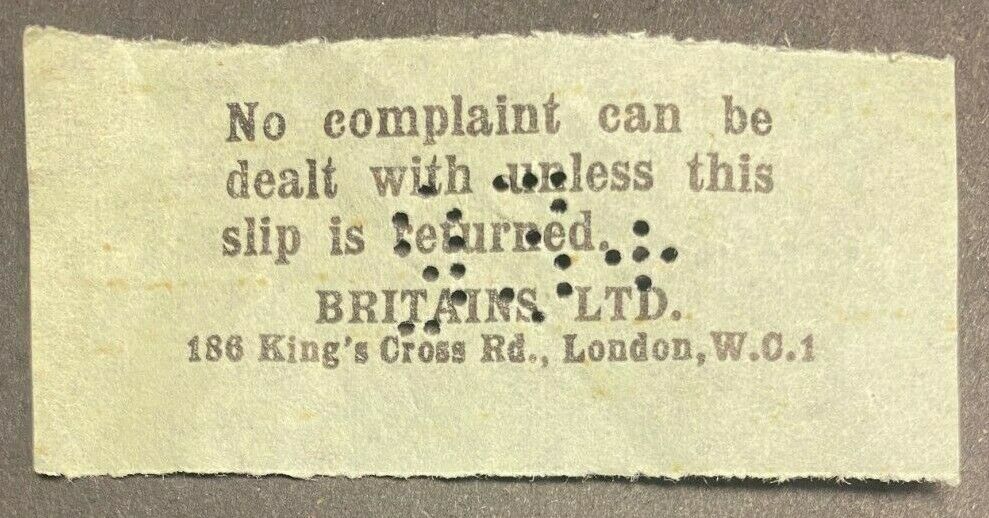 No complaint can be
dealt with unless this
slip is returned.
BRITAINS LTD.
186 King's Cross Rd., London, W.C.1